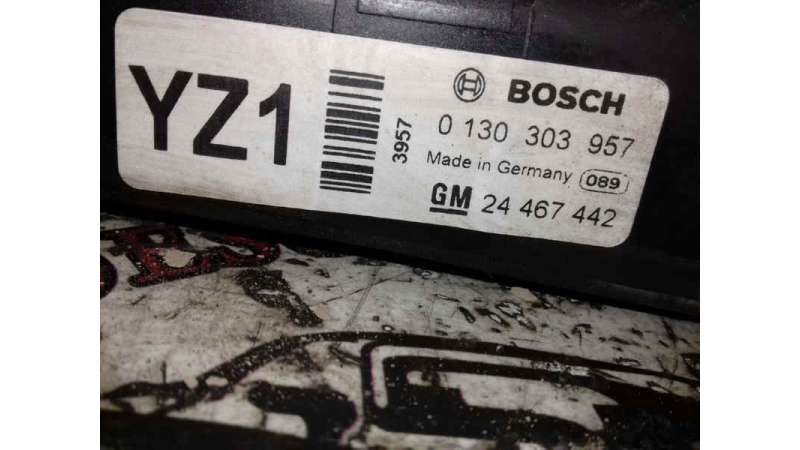 YZ1
3957
BOSCH
0 130 303 957
Made in Germany 089
GM 24 467 442